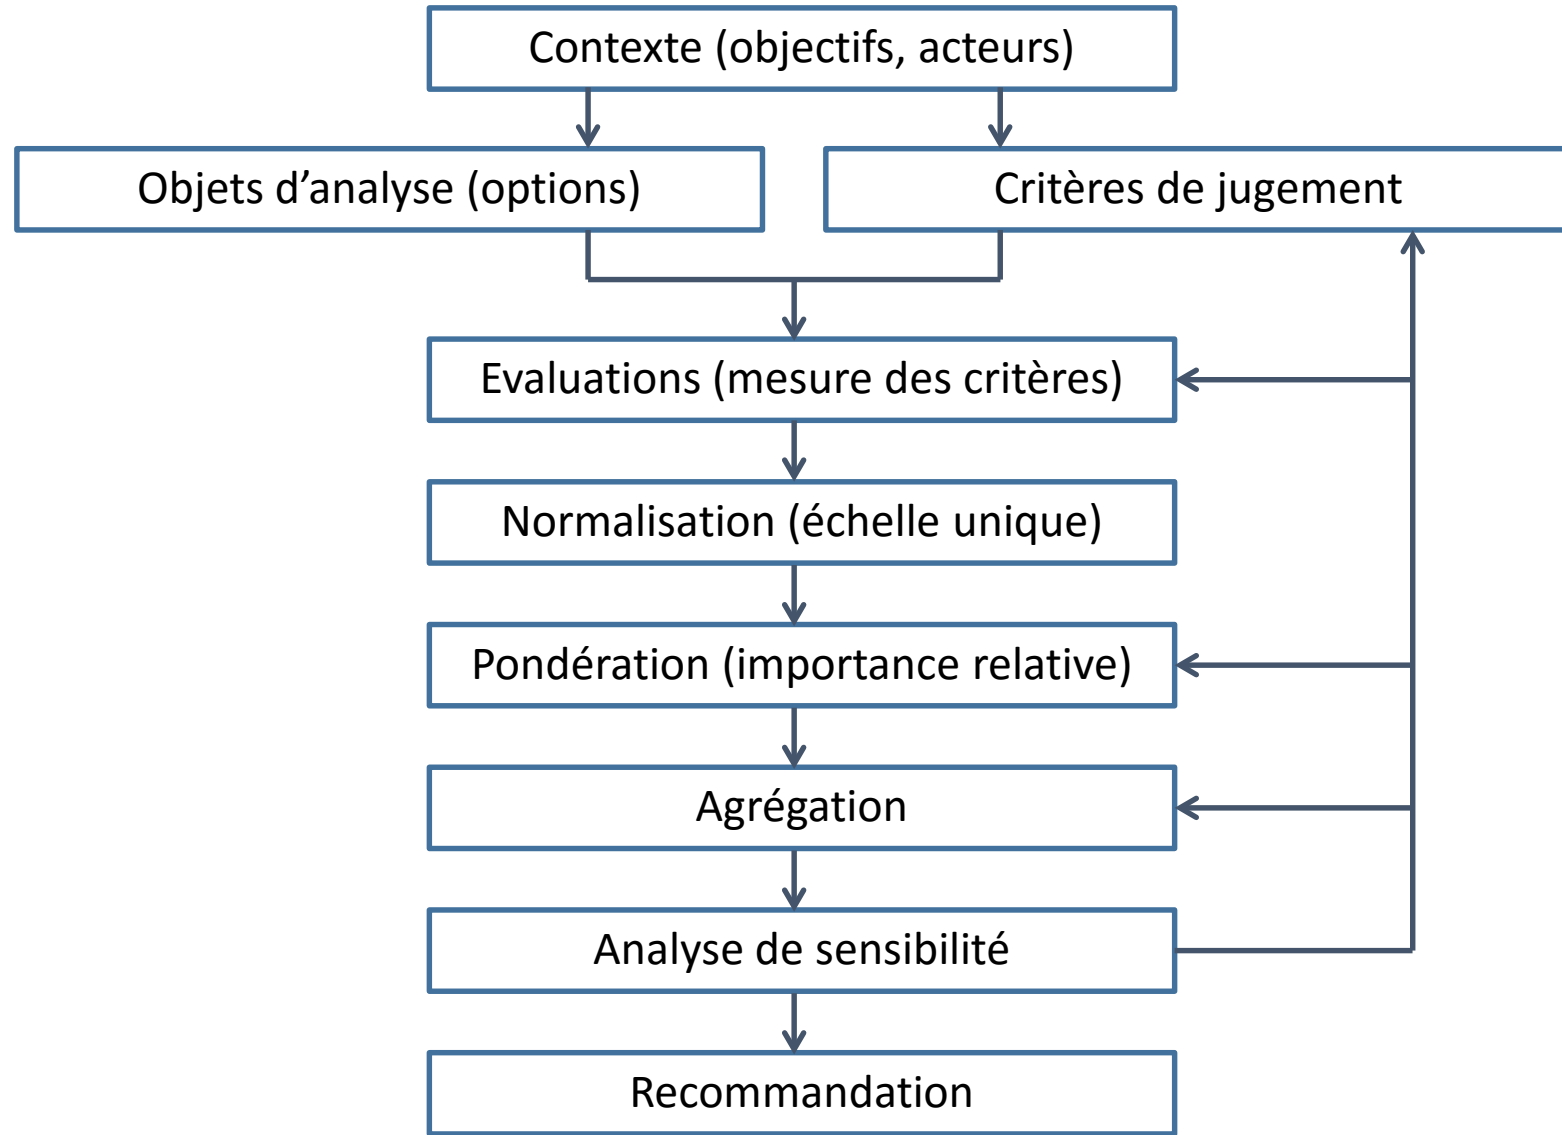 Contexte (objectifs, acteurs)
Objets d’analyse (options)
Critères de jugement
Evaluations (mesure des critères)
Normalisation (échelle unique)
Pondération (importance relative)
Agrégation
Analyse de sensibilité
Recommandation